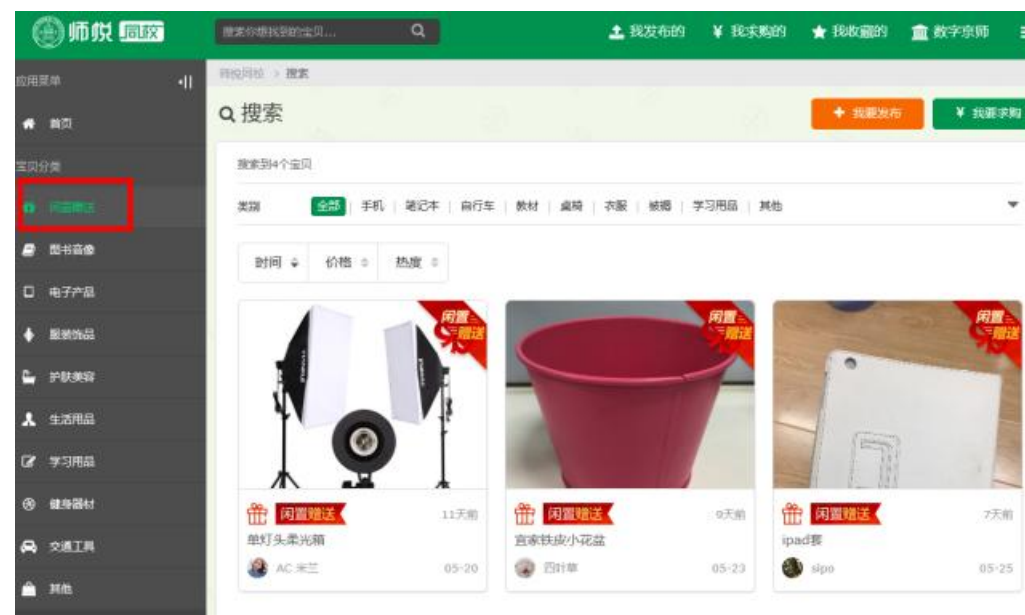 师悦 同校
搜索你想找到的宝贝...
我发布的
¥ 我求购的
我收藏的
数字京师
应用菜单
首页
宝贝分类
闲置赠送
图书音像
电子产品
服装饰品
护肤美容
生活用品
学习用品
健身器材
交通工具
其他
师悦同校 > 搜索
搜索
+ 我要发布
¥ 我要求购
搜索到4个宝贝
类别 全部 | 手机 | 笔记本 | 自行车 | 教材 | 桌椅 | 衣服 | 被褥 | 学习用品 | 其他
时间 价格 热度
闲置
赠送
闲置赠送 11天前
单灯头柔光箱
AC 米兰 05-20
闲置
赠送
闲置赠送 9天前
宜家铁皮小花盆
四叶草 05-23
闲置
赠送
闲置赠送 7天前
ipad套
sipo 05-25